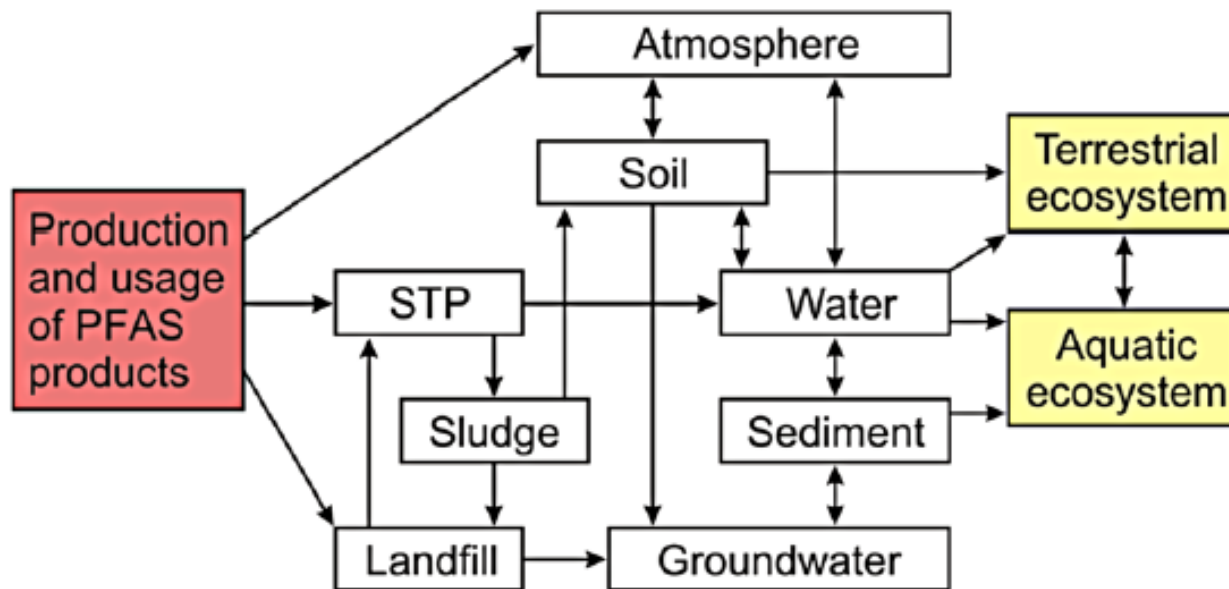 Atmosphere
Soil
Terrestrial
ecosystem
Production
and usage
of PFAS
products
STP
Water
Aquatic
ecosystem
Sludge
Sediment
Landfill
Groundwater